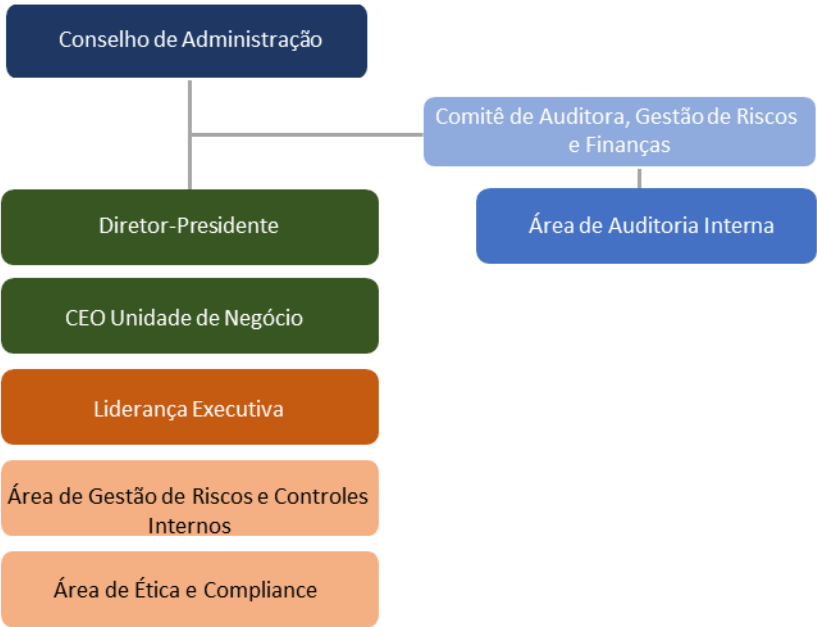 Conselho de Administração
Comitê de Auditora, Gestão de Riscos
e Finanças
Diretor-Presidente
Área de Auditoria Interna
CEO Unidade de Negócio
Liderança Executiva
Área de Gestão de Riscos e Controles
Internos
Área de Ética e Compliance